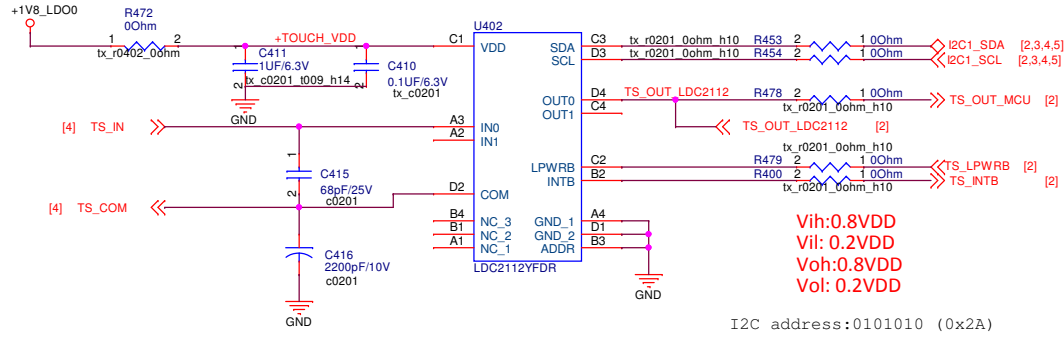 +1V8_LDO0
R472
0Ohm
1 2
tx_r0402_0ohm
+TOUCH_VDD
C411
1UF/6.3V
2
tx_c0201_t009_h14
C410
0.1UF/6.3V
2
tx_c0201
GND
[4] TS_IN
1
C415
68pF/25V
2
c0201
[4] TS_COM
C416
2200pF/10V
c0201
GND
U402
C1 VDD
A3 IN0
A2 IN1
D2 COM
B4 NC_3
B1 NC_2
A1 NC_1
SDA C3
SCL D3
OUT0 D4
OUT1 C4
LPWRB C2
INTB B2
GND_1 A4
GND_2 D1
ADDR B3
LDC2112YFDR
GND
tx_r0201_0ohm_h10 R453 2 1 0Ohm I2C1_SDA [2,3,4,5]
tx_r0201_0ohm_h10 R454 2 1 0Ohm I2C1_SCL [2,3,4,5]
TS_OUT_LDC2112 R478 2 1 0Ohm TS_OUT_MCU [2]
tx_r0201_0ohm_h10
TS_OUT_LDC2112 [2]
tx_r0201_0ohm_h10
R479 2 1 0Ohm TS_LPWRB [2]
R400 2 1 0Ohm TS_INTB [2]
tx_r0201_0ohm_h10
Vih:0.8VDD
Vil: 0.2VDD
Voh:0.8VDD
Vol: 0.2VDD
I2C address:0101010 (0x2A)